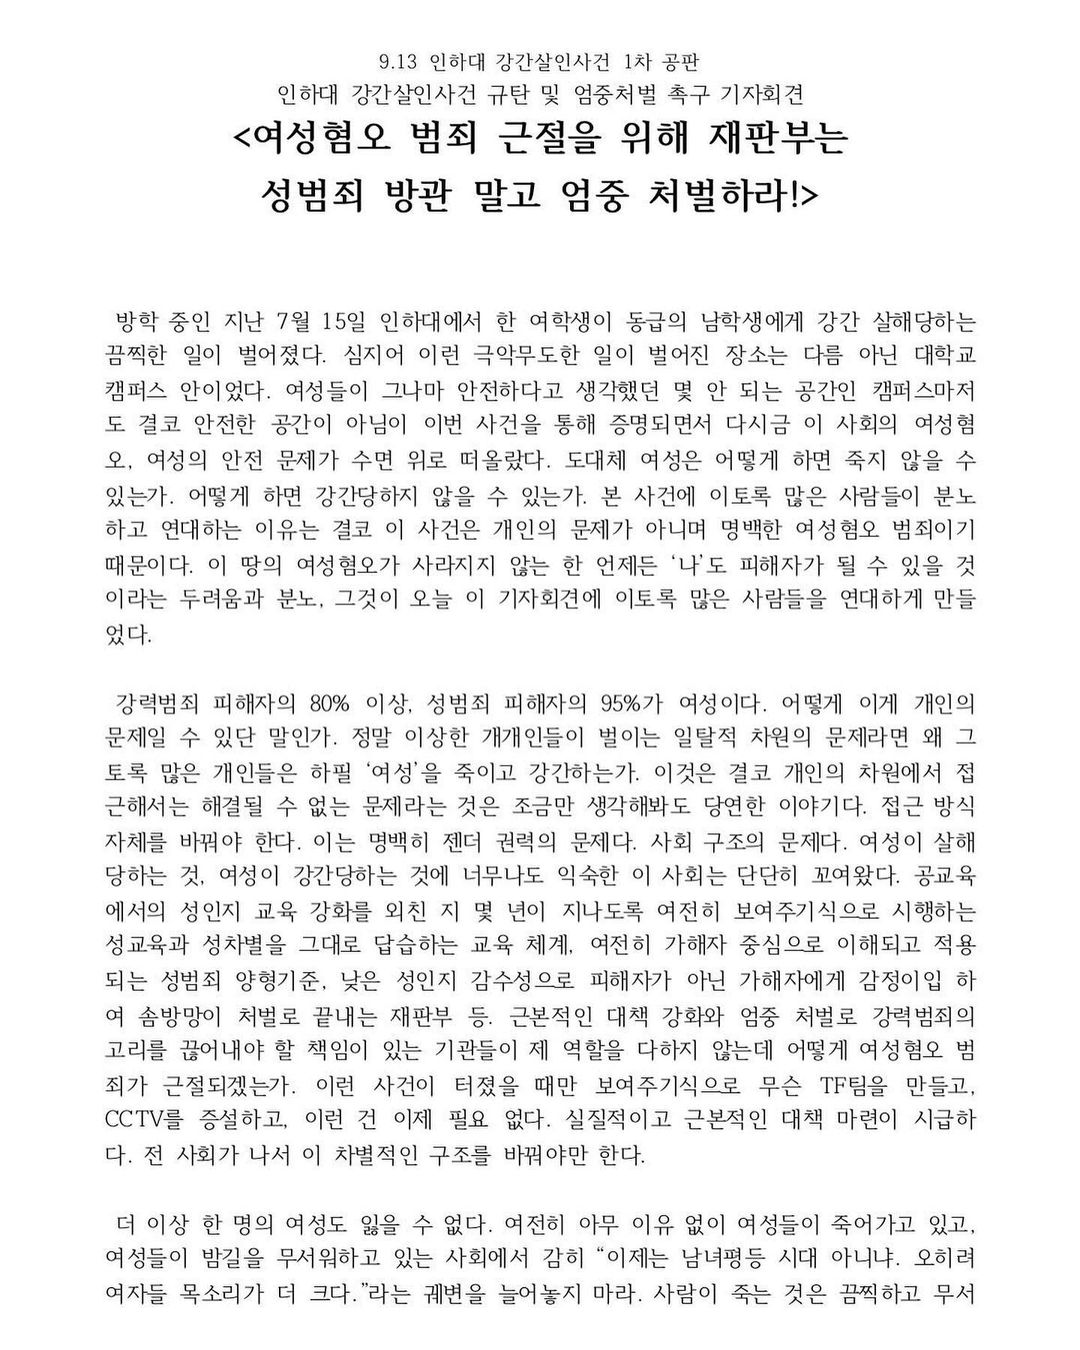 9.13 인하대 강간살인사건 1차 공판
인하대 강간살인사건 규탄 및 엄중처벌 촉구 기자회견
<여성혐오 범죄 근절을 위해 재판부는
성범죄 방관 말고 엄중 처벌하라!>
방학 중인 지난 7월 15일 인하대에서 한 여학생이 동급의 남학생에게 강간 살해당하는
끔찍한 일이 벌어졌다. 심지어 이런 극악무도한 일이 벌어진 장소는 다름 아닌 대학교
캠퍼스 안이었다. 여성들이 그나마 안전하다고 생각했던 몇 안 되는 공간인 캠퍼스마저
도 결코 안전한 공간이 아님이 이번 사건을 통해 증명되면서 다시금 이 사회의 여성혐
오, 여성의 안전 문제가 수면 위로 떠올랐다. 도대체 여성은 어떻게 하면 죽지 않을 수
있는가. 어떻게 하면 강간당하지 않을 수 있는가. 본 사건에 이토록 많은 사람들이 분노
하고 연대하는 이유는 결코 이 사건은 개인의 문제가 아니며 명백한 여성혐오 범죄이기
때문이다. 이 땅의 여성혐오가 사라지지 않는 한 언제든 ‘나’도 피해자가 될 수 있을 것
이라는 두려움과 분노, 그것이 오늘 이 기자회견에 이토록 많은 사람들을 연대하게 만들
었다.
강력범죄 피해자의 80% 이상, 성범죄 피해자의 95%가 여성이다. 어떻게 이게 개인의
문제일 수 있단 말인가. 정말 이상한 개개인들이 벌이는 일탈적 차원의 문제라면 왜 그
토록 많은 개인들은 하필 ‘여성’을 죽이고 강간하는가. 이것은 결코 개인의 차원에서 접
근해서는 해결될 수 없는 문제라는 것은 조금만 생각해봐도 당연한 이야기다. 접근 방식
자체를 바꿔야 한다. 이는 명백히 젠더 권력의 문제다. 사회 구조의 문제다. 여성이 살해
당하는 것, 여성이 강간당하는 것에 너무나도 익숙한 이 사회는 단단히 꼬여왔다. 공교육
에서의 성인지 교육 강화를 외친 지 몇 년이 지나도록 여전히 보여주기식으로 시행하는
성교육과 성차별을 그대로 답습하는 교육 체계, 여전히 가해자 중심으로 이해되고 적용
되는 성범죄 양형기준, 낮은 성인지 감수성으로 피해자가 아닌 가해자에게 감정이입 하
여 솜방망이 처벌로 끝내는 재판부 등. 근본적인 대책 강화와 엄중 처벌로 강력범죄의
고리를 끊어내야 할 책임이 있는 기관들이 제 역할을 다하지 않는데 어떻게 여성혐오 범
죄가 근절되겠는가. 이런 사건이 터졌을 때만 보여주기식으로 무슨 TF팀을 만들고,
CCTV를 증설하고, 이런 건 이제 필요 없다. 실질적이고 근본적인 대책 마련이 시급하
다. 전 사회가 나서 이 차별적인 구조를 바꿔야만 한다.
더 이상 한 명의 여성도 잃을 수 없다. 여전히 아무 이유 없이 여성들이 죽어가고 있고,
여성들이 밤길을 무서워하고 있는 사회에서 감히 “이제는 남녀평등 시대 아니냐. 오히려
여자들 목소리가 더 크다.”라는 궤변을 늘어놓지 마라. 사람이 죽는 것은 끔찍하고 무서